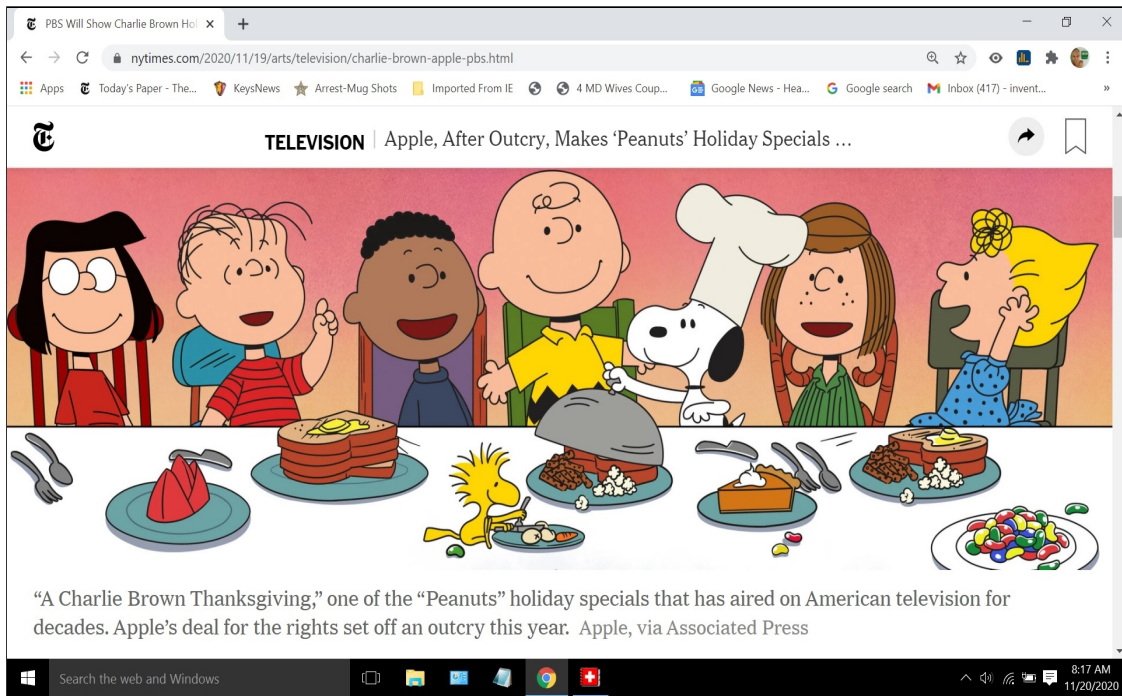 PBS Will Show Charlie Brown Hol
nytimes.com/2020/11/19/arts/television/charlie-brown-apple-pbs.html
Apps Today's Paper - The... KeysNews Arrest-Mug Shots Imported From IE 4 MD Wives Coup... Google News - Hea... Google search Inbox (417) - invent... »
TELEVISION | Apple, After Outcry, Makes ‘Peanuts’ Holiday Specials …
“A Charlie Brown Thanksgiving,” one of the “Peanuts” holiday specials that has aired on American television for
decades. Apple’s deal for the rights set off an outcry this year. Apple, via Associated Press
Search the web and Windows
8:17 AM
11/20/2020